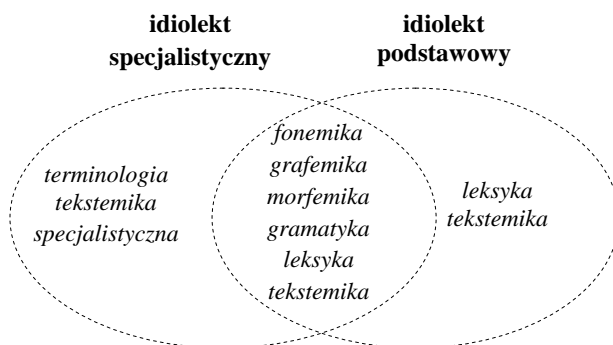 idiolekt
specjalistyczny
idiolekt
podstawowy
terminologia
tekstemika
specjalistyczna
fonemika
grafemika
morfemika
gramatyka
leksyka
tekstemika
leksyka
tekstemika